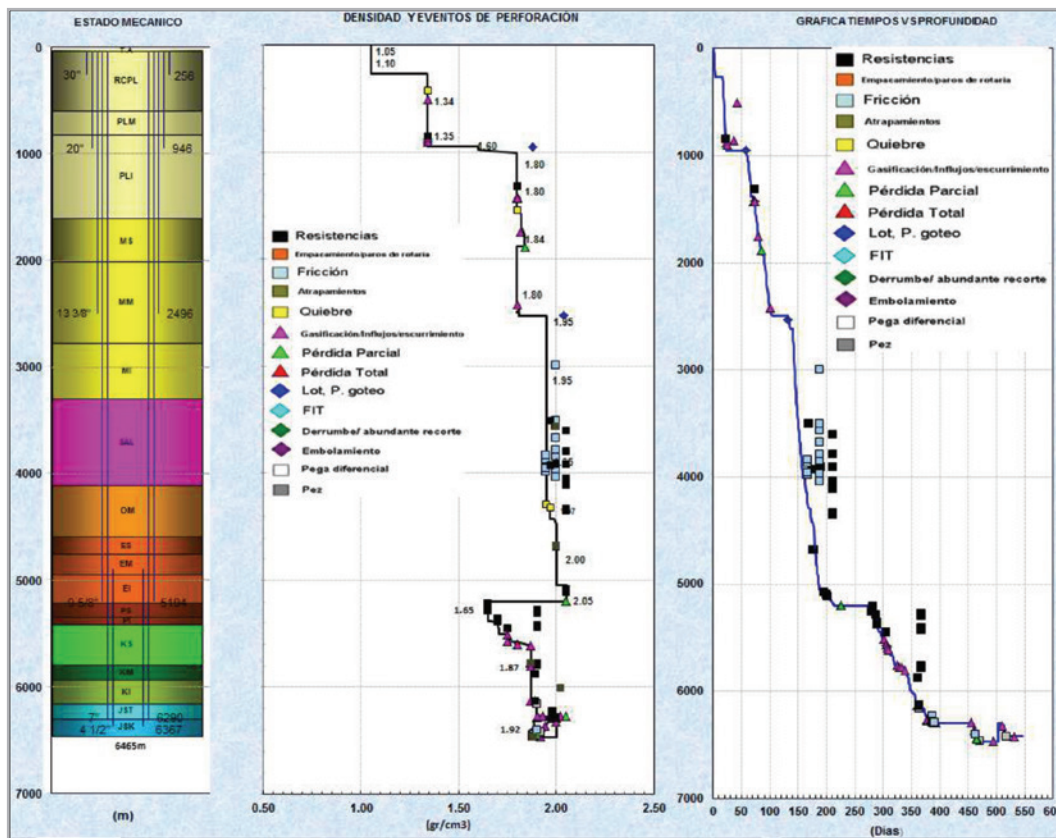 ESTADO MECANICO
0
1000
2000
3000
4000
5000
6000
7000
(m)
30"
256
RCPL
PLM
20"
946
PLI
MS
MM
13 3/8"
2496
MI
SAL
OM
ES
EM
EI
9 5/8"
5194
KS
KM
KI
JST
7"
6290
JSK
4 1/2"
6367
6465m
DENSIDAD Y EVENTOS DE PERFORACIÓN
1.05
1.10
1.34
1.35
1.60
1.80
1.80
1.84
1.80
1.95
1.95
2.00
2.05
1.65
1.87
1.92
Resistencias
Empacamiento/paros de rotaria
Fricción
Atrapamientos
Quiebre
Gasificación/Influjos/escurrimiento
Pérdida Parcial
Pérdida Total
Lot, P. goteo
FIT
Derrumbe/ abundante recorte
Embolamiento
Pega diferencial
Pez
0.50
1.00
1.50
2.00
2.50
(gr/cm3)
GRAFICA TIEMPOS VS PROFUNDIDAD
0
1000
2000
3000
4000
5000
6000
7000
Resistencias
Empacamiento/paros de rotaria
Fricción
Atrapamientos
Quiebre
Gasificación/Influjos/escurrimiento
Pérdida Parcial
Pérdida Total
Lot, P. goteo
FIT
Derrumbe/ abundante recorte
Embolamiento
Pega diferencial
Pez
0 50 100 150 200 250 300 350 400 450 500 550 600
(Días)